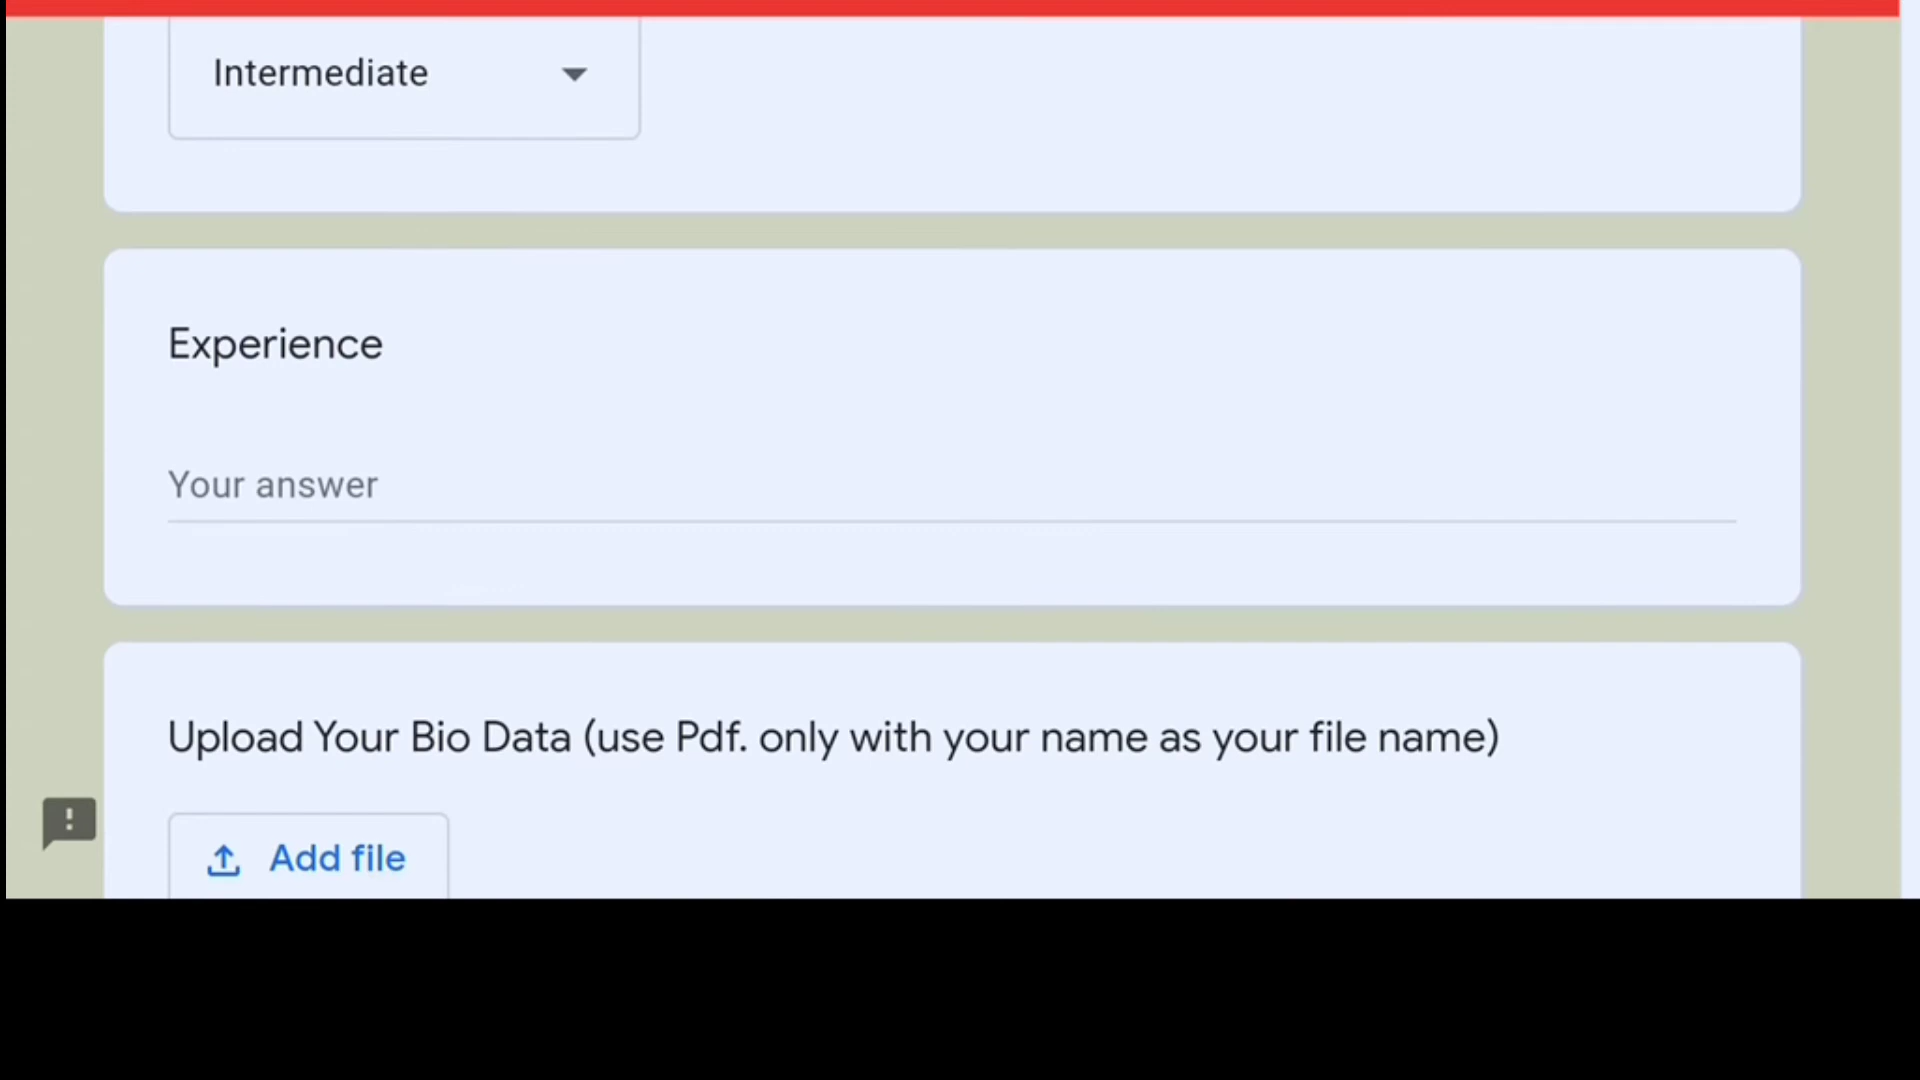 Intermediate
Experience
Your answer
Upload Your Bio Data (use Pdf. only with your name as your file name)
Add file